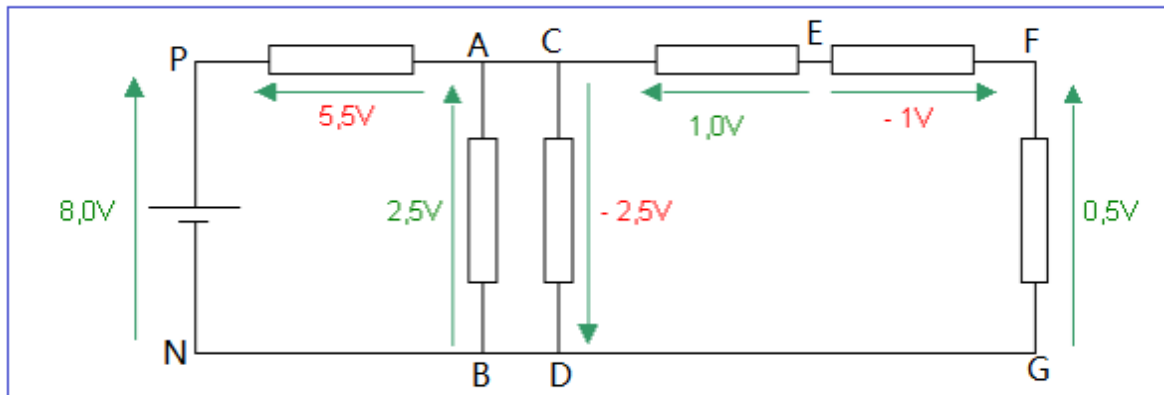 P A C E F
5,5V 1,0V - 1V
8,0V 2,5V - 2,5V 0,5V
N B D G